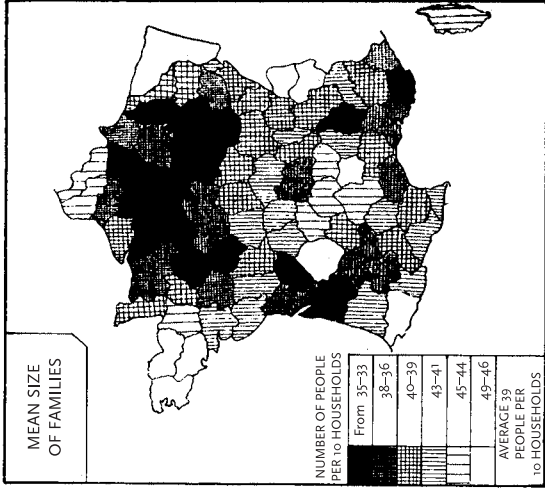 MEAN SIZE
OF FAMILIES
NUMBER OF PEOPLE
PER 10 HOUSEHOLDS
From 35–33
38–36
40–39
43–41
45–44
49–46
AVERAGE 39
PEOPLE PER
10 HOUSEHOLDS